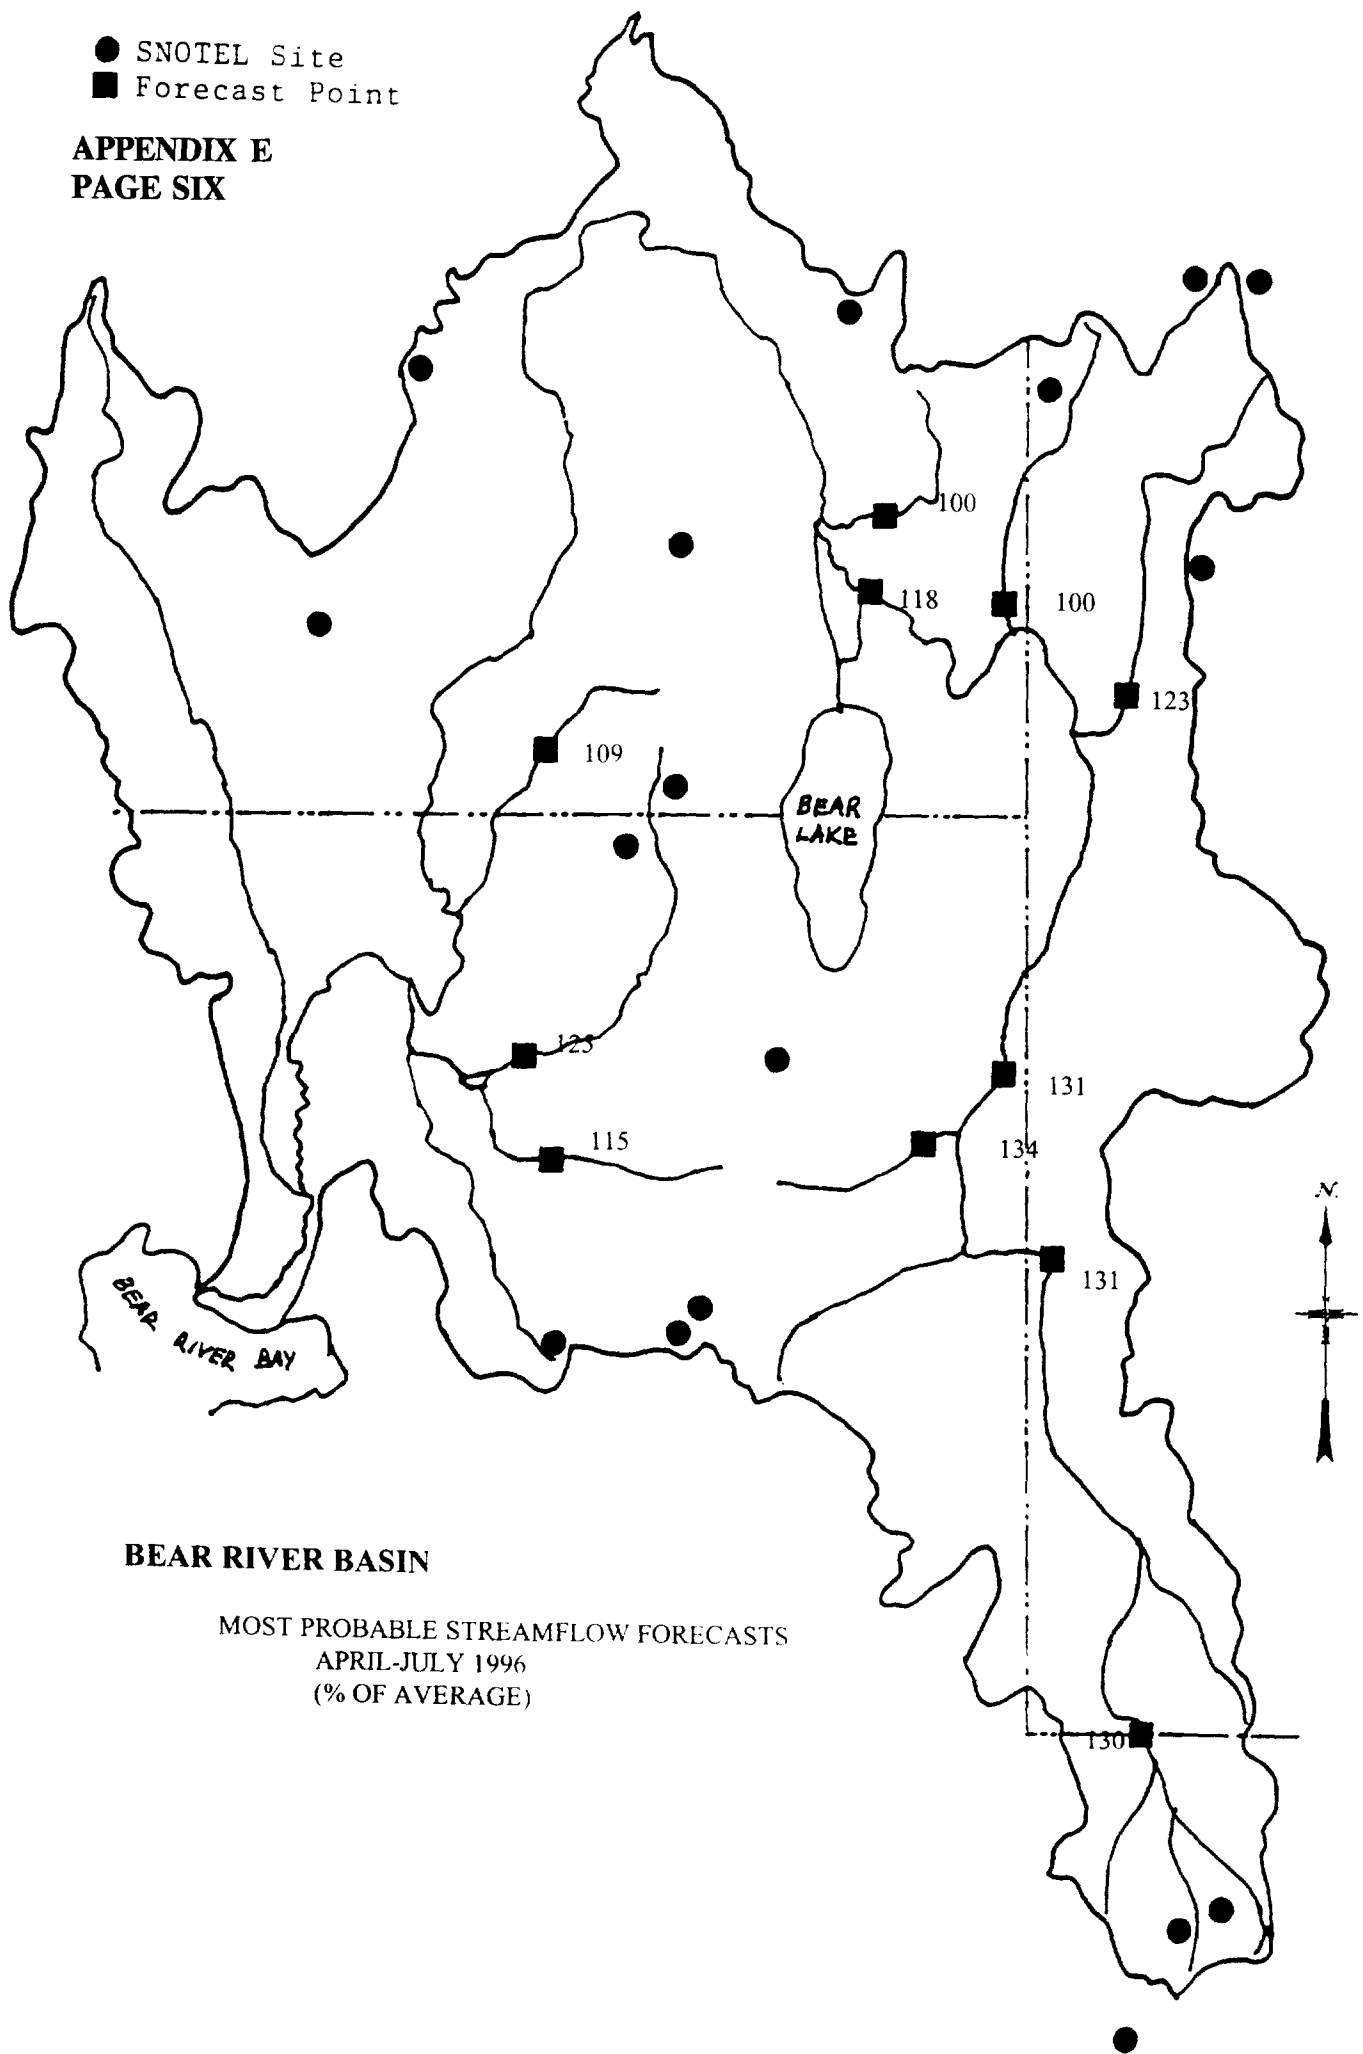 SNOTEL Site
Forecast Point
APPENDIX E
PAGE SIX
100
118
100
123
109
BEAR
LAKE
131
115
134
N
131
BEAR RIVER BAY
BEAR RIVER BASIN
MOST PROBABLE STREAMFLOW FORECASTS
APRIL-JULY 1996
(% OF AVERAGE)
130